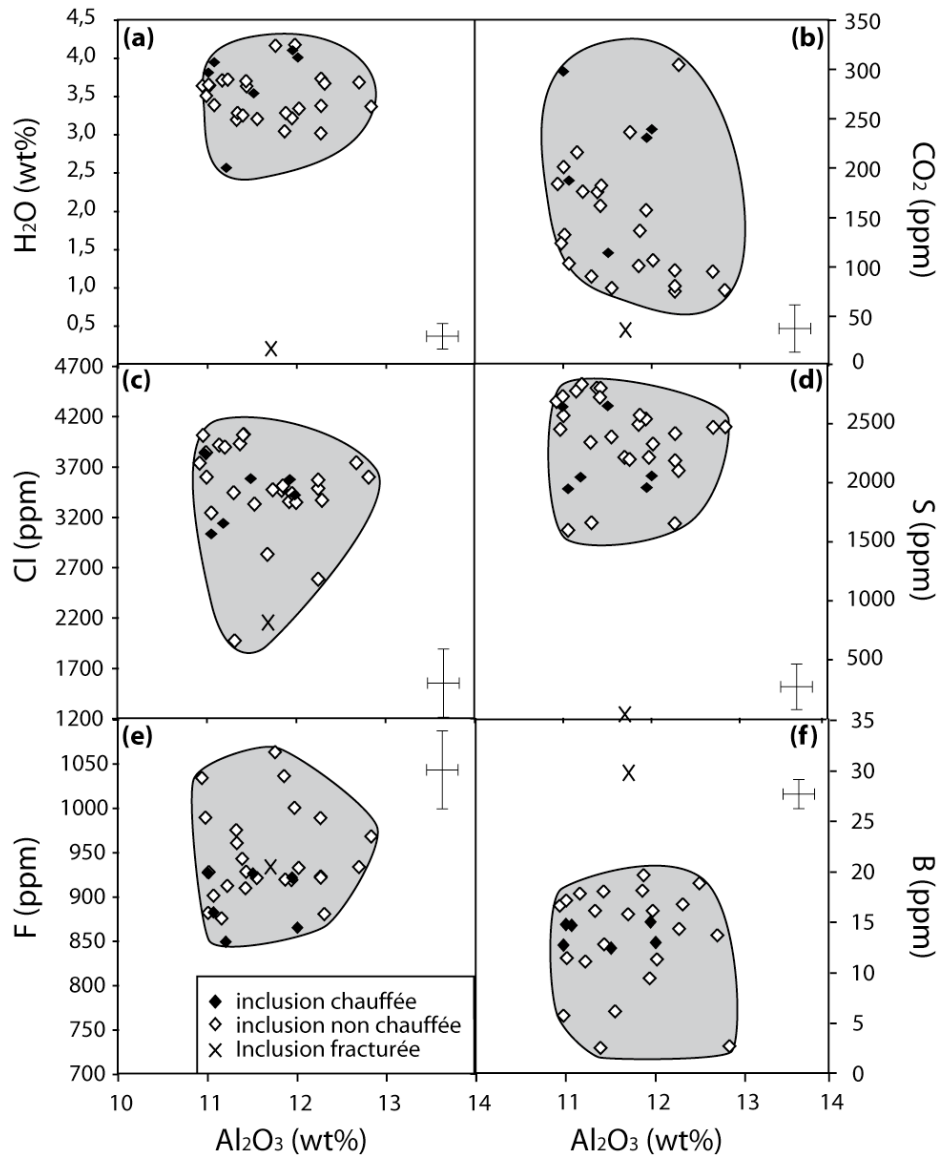 (a)
4,5
4,0
3,5
3,0
2,5
2,0
1,5
1,0
0,5
H2O (wt%)
(b)
350
300
250
200
150
100
50
0
CO2 (ppm)
(c)
4700
4200
3700
3200
2700
2200
1700
1200
Cl (ppm)
(d)
2500
2000
1500
1000
500
S (ppm)
(e)
1050
1000
950
900
850
800
750
700
F (ppm)
inclusion chauffée
inclusion non chauffée
Inclusion fracturée
(f)
35
30
25
20
15
10
5
0
B (ppm)
10 11 12 13 14 11 12 13 14
Al2O3 (wt%) Al2O3 (wt%)